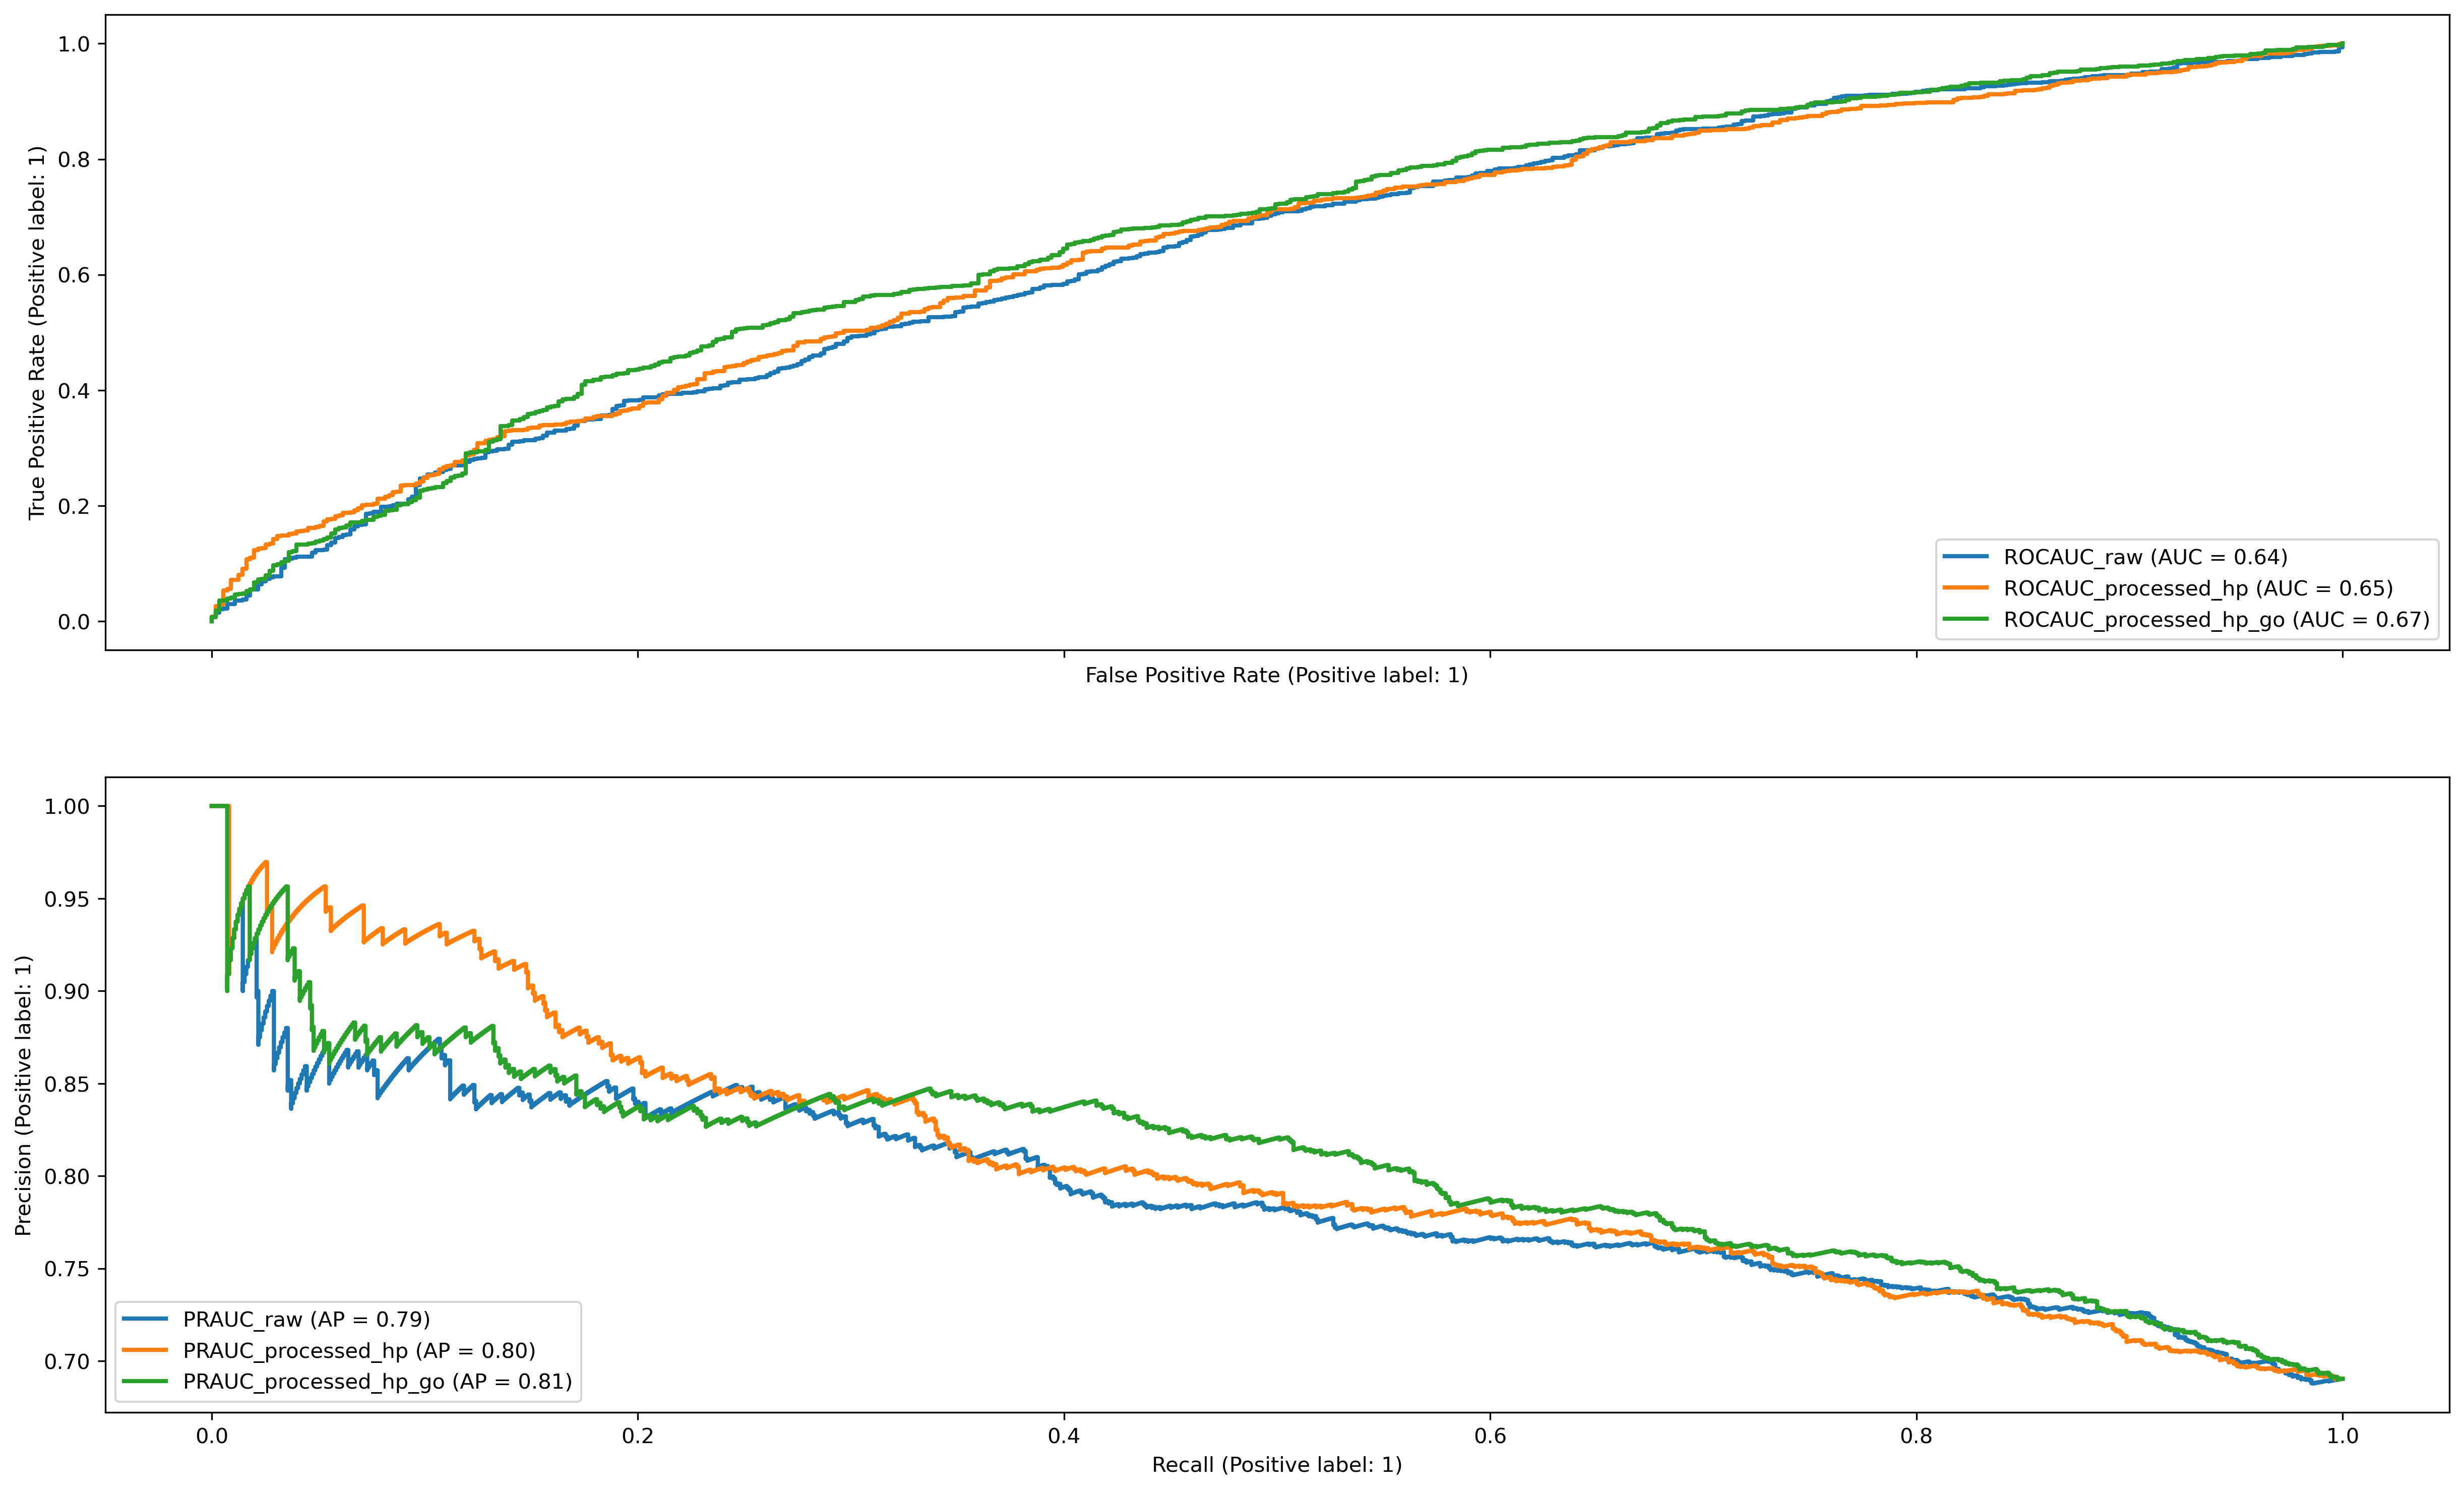 1.0
0.8
0.6
0.4
0.2
0.0
True Positive Rate (Positive label: 1)
ROCAUC_raw (AUC = 0.64)
ROCAUC_processed_hp (AUC = 0.65)
ROCAUC_processed_hp_go (AUC = 0.67)
False Positive Rate (Positive label: 1)
1.00
0.95
0.90
0.85
0.80
0.75
0.70
Precision (Positive label: 1)
PRAUC_raw (AP = 0.79)
PRAUC_processed_hp (AP = 0.80)
PRAUC_processed_hp_go (AP = 0.81)
0.0 0.2 0.4 0.6 0.8 1.0
Recall (Positive label: 1)